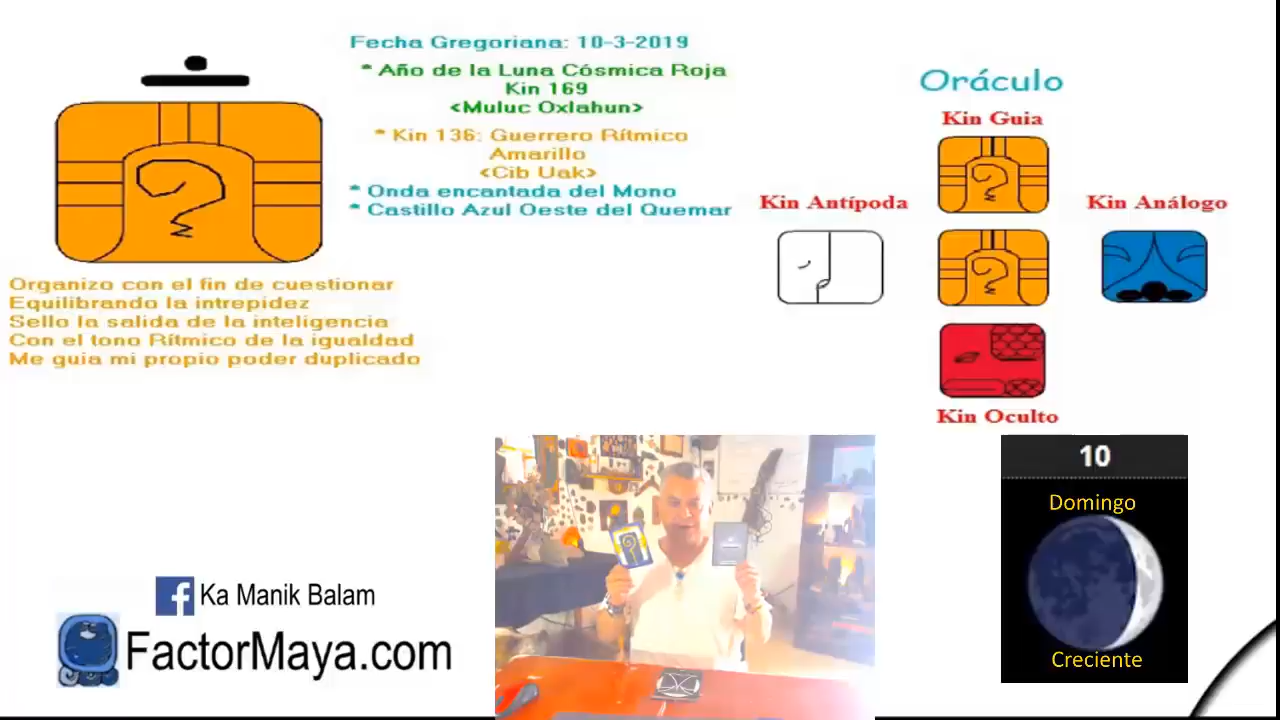 Fecha Gregoriana: 10-3-2019
* Año de la Luna Cósmica Roja
Kin 169
<Muluc Oxlahun>
* Kin 136: Guerrero Rítmico
Amarillo
<Cib Uak>
* Onda encantada del Mono
* Castillo Azul Oeste del Quemar
Organizo con el fin de cuestionar
Equilibrando la intrepidez
Sello la salida de la inteligencia
Con el tono Rítmico de la igualdad
Me guia mi propio poder duplicado
Oráculo
Kin Guia
Kin Antípoda
Kin Análogo
Kin Oculto
10
Domingo
Creciente
f Ka Manik Balam
FactorMaya.com